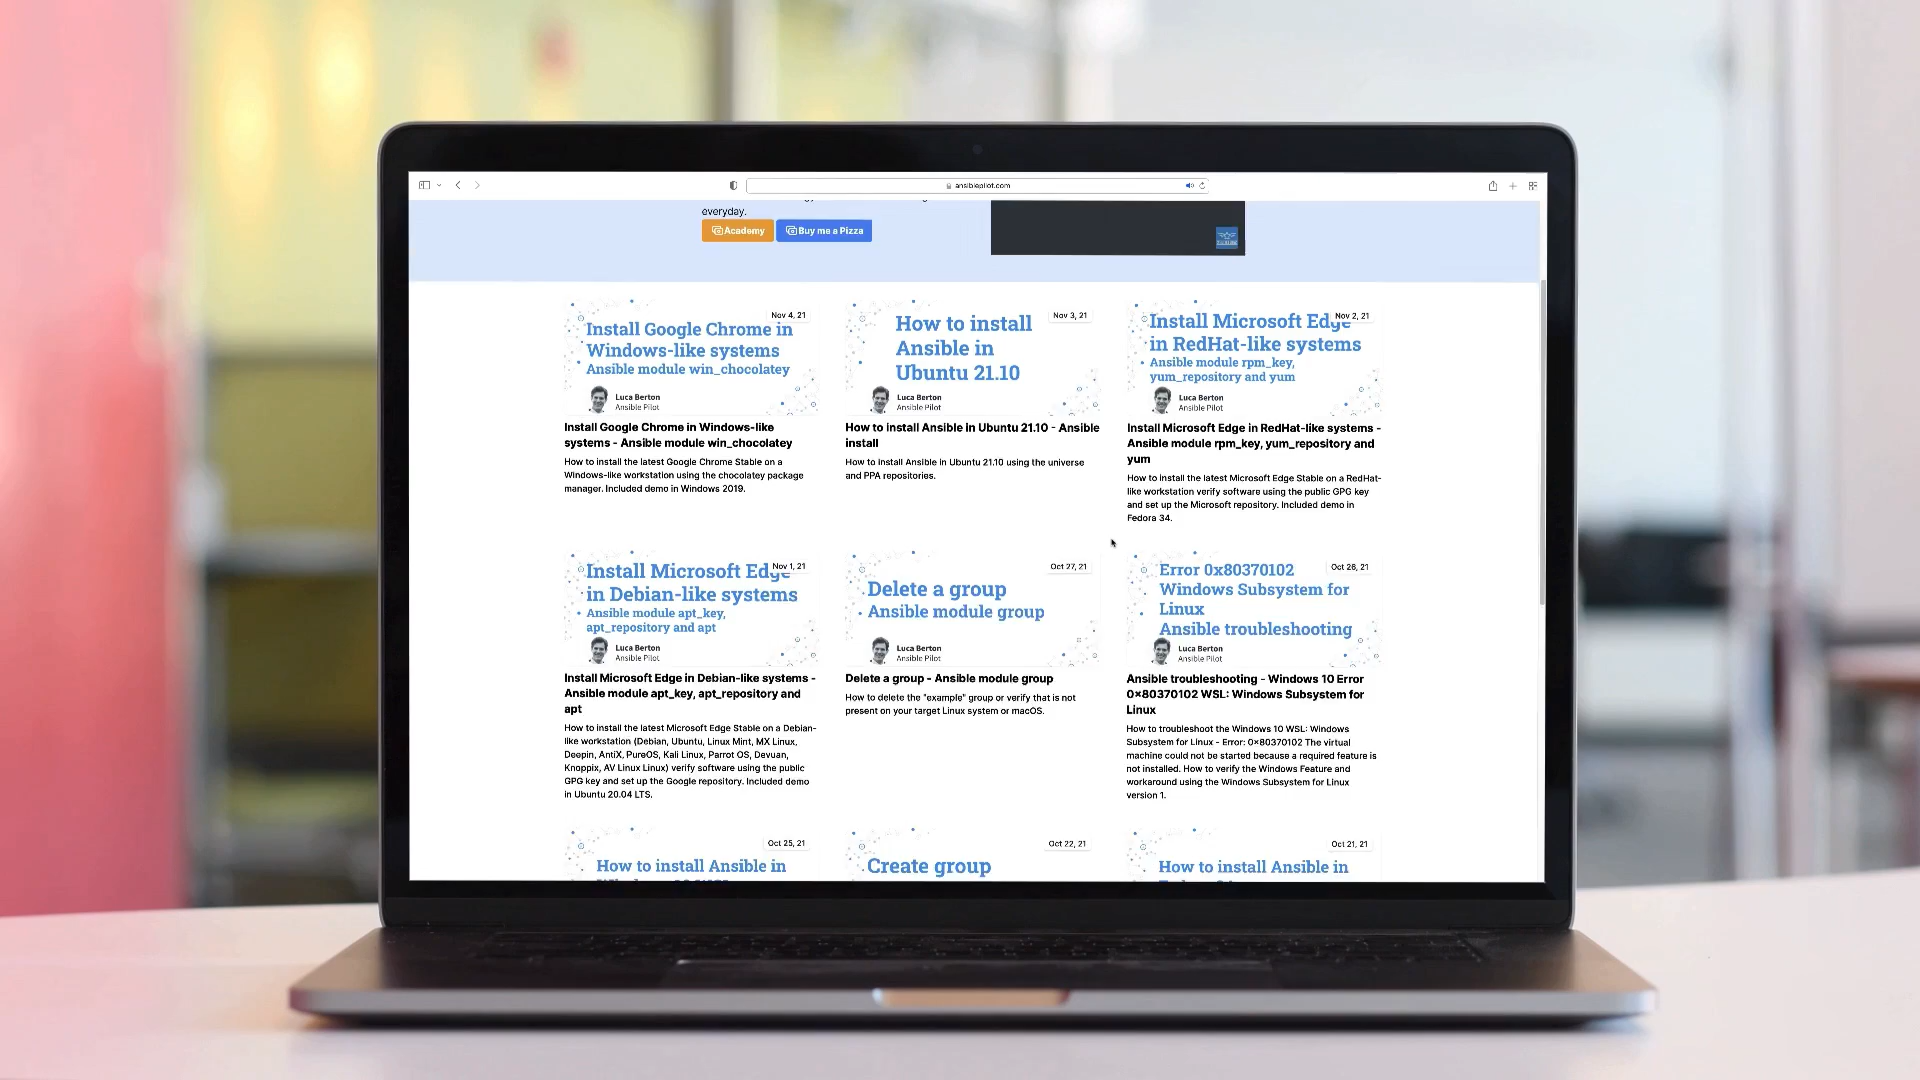 ansiblepilot.com
everyday.
Academy
Buy me a Pizza
Nov 4, 21
Install Google Chrome in
Windows-like systems
Ansible module win_chocolatey
Luca Berton
Ansible Pilot
Install Google Chrome in Windows-like
systems - Ansible module win_chocolatey
How to install the latest Google Chrome Stable on a
Windows-like workstation using the chocolatey package
manager. Included demo in Windows 2019.
Nov 3, 21
How to install
Ansible in
Ubuntu 21.10
Luca Berton
Ansible Pilot
How to install Ansible in Ubuntu 21.10 - Ansible
install
How to install Ansible in Ubuntu 21.10 using the universe
and PPA repositories.
Nov 2, 21
Install Microsoft Edge
in RedHat-like systems
Ansible module rpm_key,
yum_repository and yum
Luca Berton
Ansible Pilot
Install Microsoft Edge in RedHat-like systems -
Ansible module rpm_key, yum_repository and
yum
How to install the latest Microsoft Edge Stable on a RedHat-
like workstation verify software using the public GPG key
and set up the Microsoft repository. Included demo in
Fedora 34.
Nov 1, 21
Install Microsoft Edge
in Debian-like systems
Ansible module apt_key,
apt_repository and apt
Luca Berton
Ansible Pilot
Install Microsoft Edge in Debian-like systems -
Ansible module apt_key, apt_repository and
apt
How to install the latest Microsoft Edge Stable on a Debian-
like workstation (Debian, Ubuntu, Linux Mint, MX Linux,
Deepin, AntiX, PureOS, Kali Linux, Parrot OS, Devuan,
Knoppix, AV Linux Linux) verify software using the public
GPG key and set up the Google repository. Included demo
in Ubuntu 20.04 LTS.
Oct 27, 21
Delete a group
Ansible module group
Luca Berton
Ansible Pilot
Delete a group - Ansible module group
How to delete the "example" group or verify that is not
present on your target Linux system or macOS.
Oct 26, 21
Error 0x80370102
Windows Subsystem for
Linux
Ansible troubleshooting
Luca Berton
Ansible Pilot
Ansible troubleshooting - Windows 10 Error
0x80370102 WSL: Windows Subsystem for
Linux
How to troubleshoot the Windows 10 WSL: Windows
Subsystem for Linux - Error: 0x80370102 The virtual
machine could not be started because a required feature is
not installed. How to verify the Windows Feature and
workaround using the Windows Subsystem for Linux
version 1.
Oct 25, 21
How to install Ansible in
Oct 22, 21
Create group
Oct 21, 21
How to install Ansible in